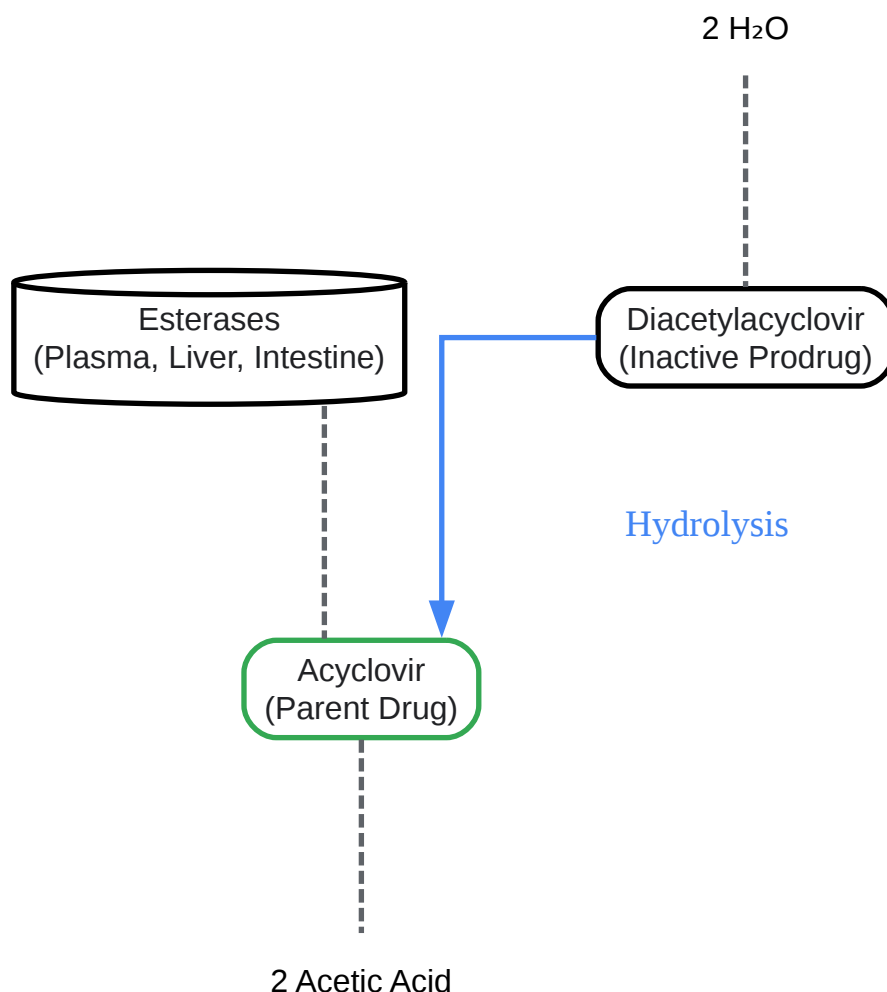 2 H₂O
Esterases
(Plasma, Liver, Intestine)
Diacetylacyclovir
(Inactive Prodrug)
Hydrolysis
Acyclovir
(Parent Drug)
2 Acetic Acid